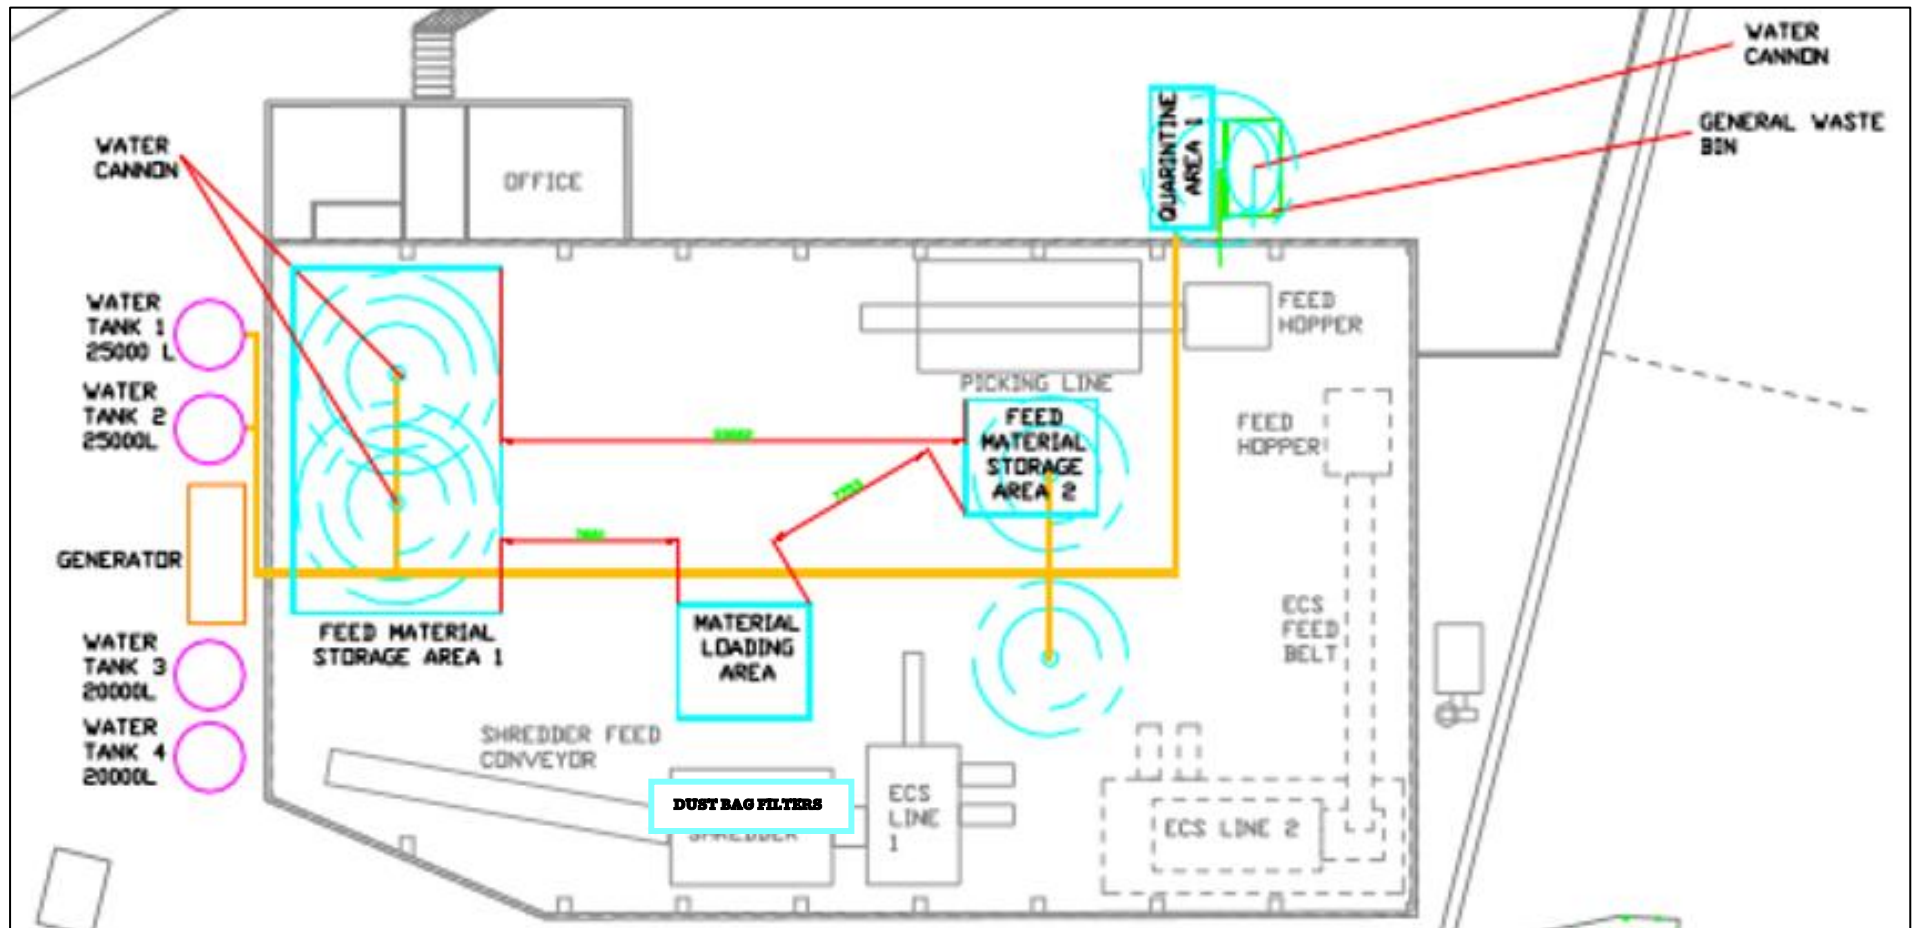 WATER
CANNON
GENERAL WASTE
BIN
QUARINTINE
AREA 1
WATER
CANNON
OFFICE
WATER
TANK 1
25000 L
WATER
TANK 2
25000L
FEED
HOPPER
PICKING LINE
FEED
MATERIAL
STORAGE
AREA 2
FEED
HOPPER
GENERATOR
FEED MATERIAL
STORAGE AREA 1
MATERIAL
LOADING
AREA
ECS
FEED
BELT
WATER
TANK 3
20000L
WATER
TANK 4
20000L
SHREDDER FEED
CONVEYOR
DUST BAG FILTERS
SHREDDER
ECS
LINE
1
ECS LINE 2